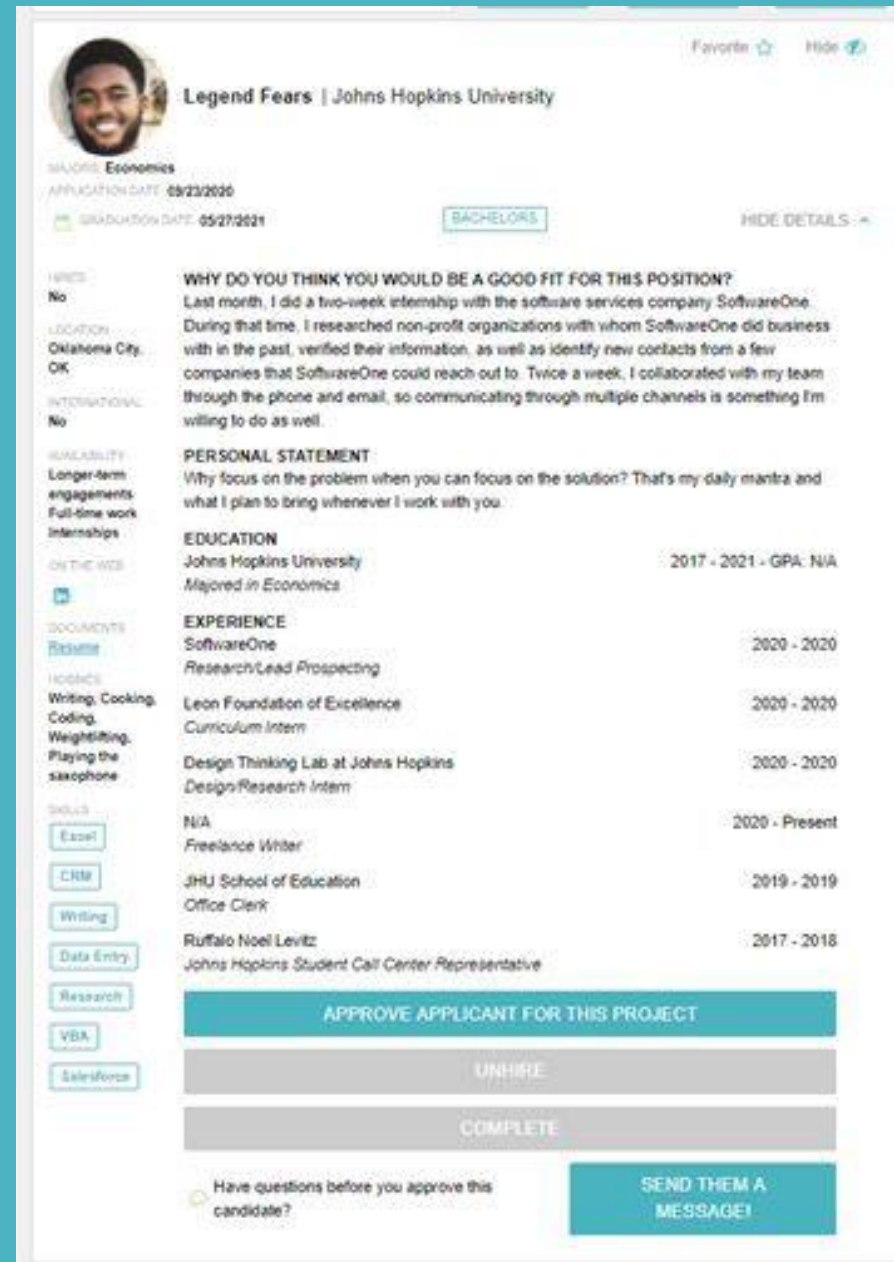 Favorite Hide
Legend Fears | Johns Hopkins University
MAJORS: Economics
APPLICATION DATE: 09/23/2020
GRADUATION DATE: 05/27/2021 BACHELORS HIDE DETAILS
HIRED:
No
LOCATION
Oklahoma City,
OK
INTERNATIONAL
No
AVAILABILITY
Longer-term
engagements
Full-time work
Internships
ON THE WEB
DOCUMENTS
Resume
HOBBIES
Writing, Cooking,
Coding,
Weightlifting,
Playing the
saxophone
SKILLS
Excel
CRM
Writing
Data Entry
Research
VBA
Salesforce
WHY DO YOU THINK YOU WOULD BE A GOOD FIT FOR THIS POSITION?
Last month, I did a two-week internship with the software services company SoftwareOne.
During that time, I researched non-profit organizations with whom SoftwareOne did business
with in the past, verified their information, as well as identify new contacts from a few
companies that SoftwareOne could reach out to. Twice a week, I collaborated with my team
through the phone and email, so communicating through multiple channels is something I'm
willing to do as well.
PERSONAL STATEMENT
Why focus on the problem when you can focus on the solution? That's my daily mantra and
what I plan to bring whenever I work with you.
EDUCATION
Johns Hopkins University 2017 - 2021 - GPA: N/A
Majored in Economics
EXPERIENCE
SoftwareOne 2020 - 2020
Research/Lead Prospecting
Leon Foundation of Excellence 2020 - 2020
Curriculum Intern
Design Thinking Lab at Johns Hopkins 2020 - 2020
Design/Research Intern
N/A 2020 - Present
Freelance Writer
JHU School of Education 2019 - 2019
Office Clerk
Ruffalo Noel Levitz 2017 - 2018
Johns Hopkins Student Call Center Representative
APPROVE APPLICANT FOR THIS PROJECT
UNHIRE
COMPLETE
Have questions before you approve this
candidate?
SEND THEM A
MESSAGE!